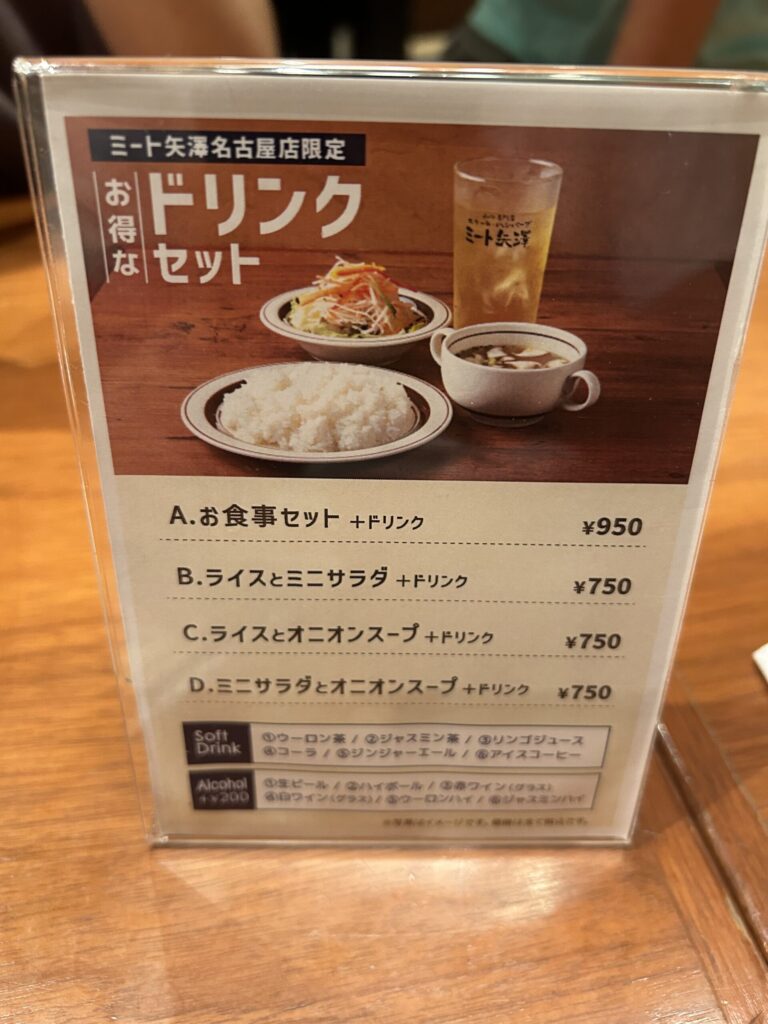 ミート矢澤名古屋店限定
お得な
ドリンク
セット
ミート矢澤
A.お食事セット +ドリンク ¥950
B.ライスとミニサラダ +ドリンク ¥750
C.ライスとオニオンスープ +ドリンク ¥750
D.ミニサラダとオニオンスープ +ドリンク ¥750
Soft
Drink
①ウーロン茶 / ②ジャスミン茶 / ③リンゴジュース
④コーラ / ⑤ジンジャーエール / ⑥アイスコーヒー
Alcohol
+¥200
①生ビール / ②ハイボール / ③赤ワイン(グラス)
④白ワイン(グラス) / ⑤ウーロンハイ / ⑥ジャスミンハイ